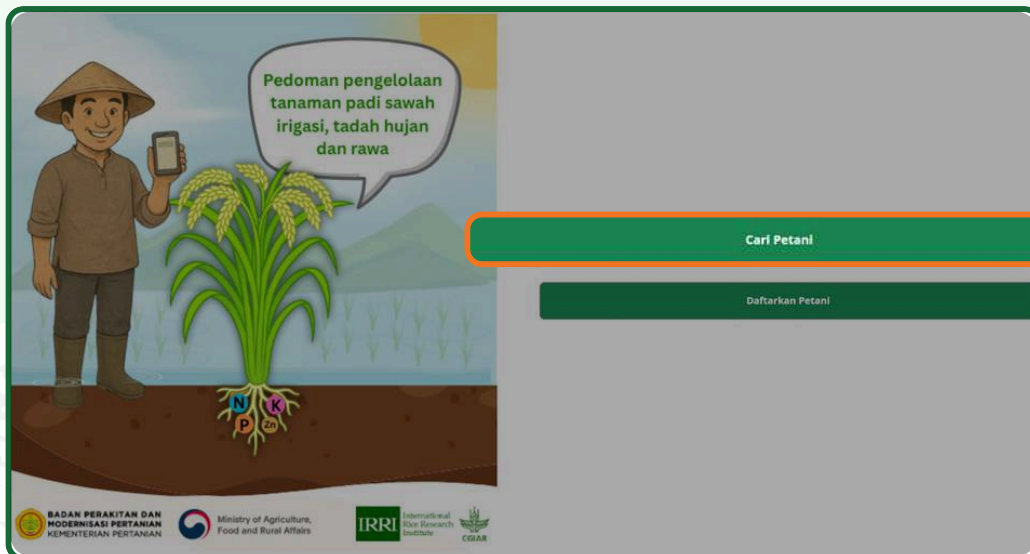 Pedoman pengelolaan
tanaman padi sawah
irigasi, tadah hujan
dan rawa
Cari Petani
Daftarkan Petani
N
K
P
Zn
BADAN PERAKITAN DAN
MODERNISASI PERTANIAN
KEMENTERIAN PERTANIAN
Ministry of Agriculture,
Food and Rural Affairs
IRRI
International
Rice Research
Institute
CGIAR